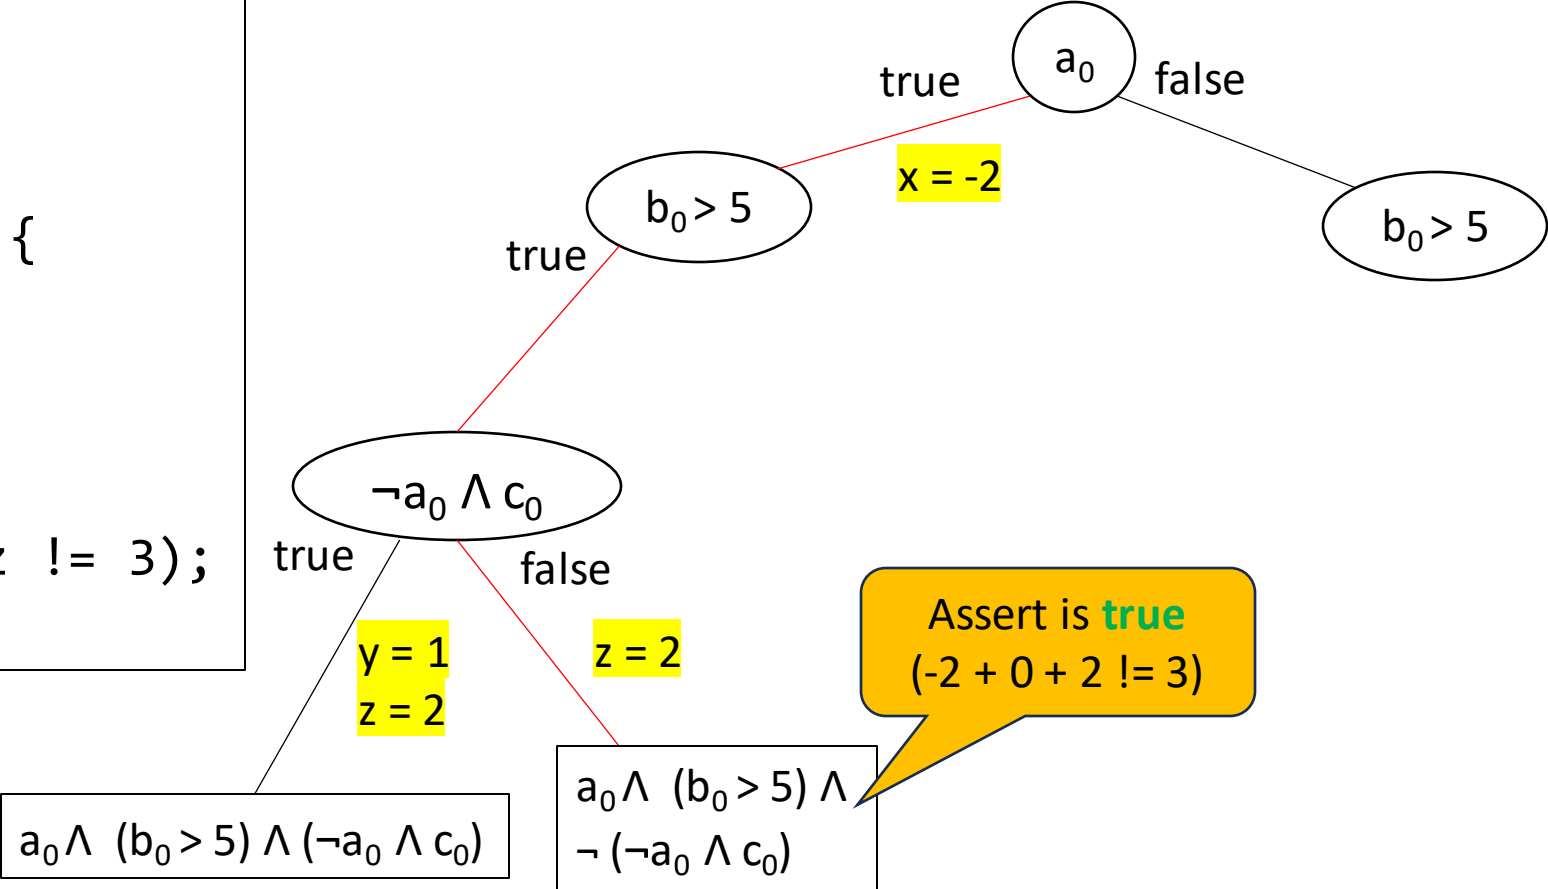 a₀
true
false
x = -2
b₀ > 5
b₀ > 5
{
true
¬a₀ Λ c₀
!= 3);
true
false
y = 1
z = 2
z = 2
Assert is true
(-2 + 0 + 2 != 3)
a₀ Λ (b₀ > 5) Λ
¬ (¬a₀ Λ c₀)
a₀ Λ (b₀ > 5) Λ (¬a₀ Λ c₀)